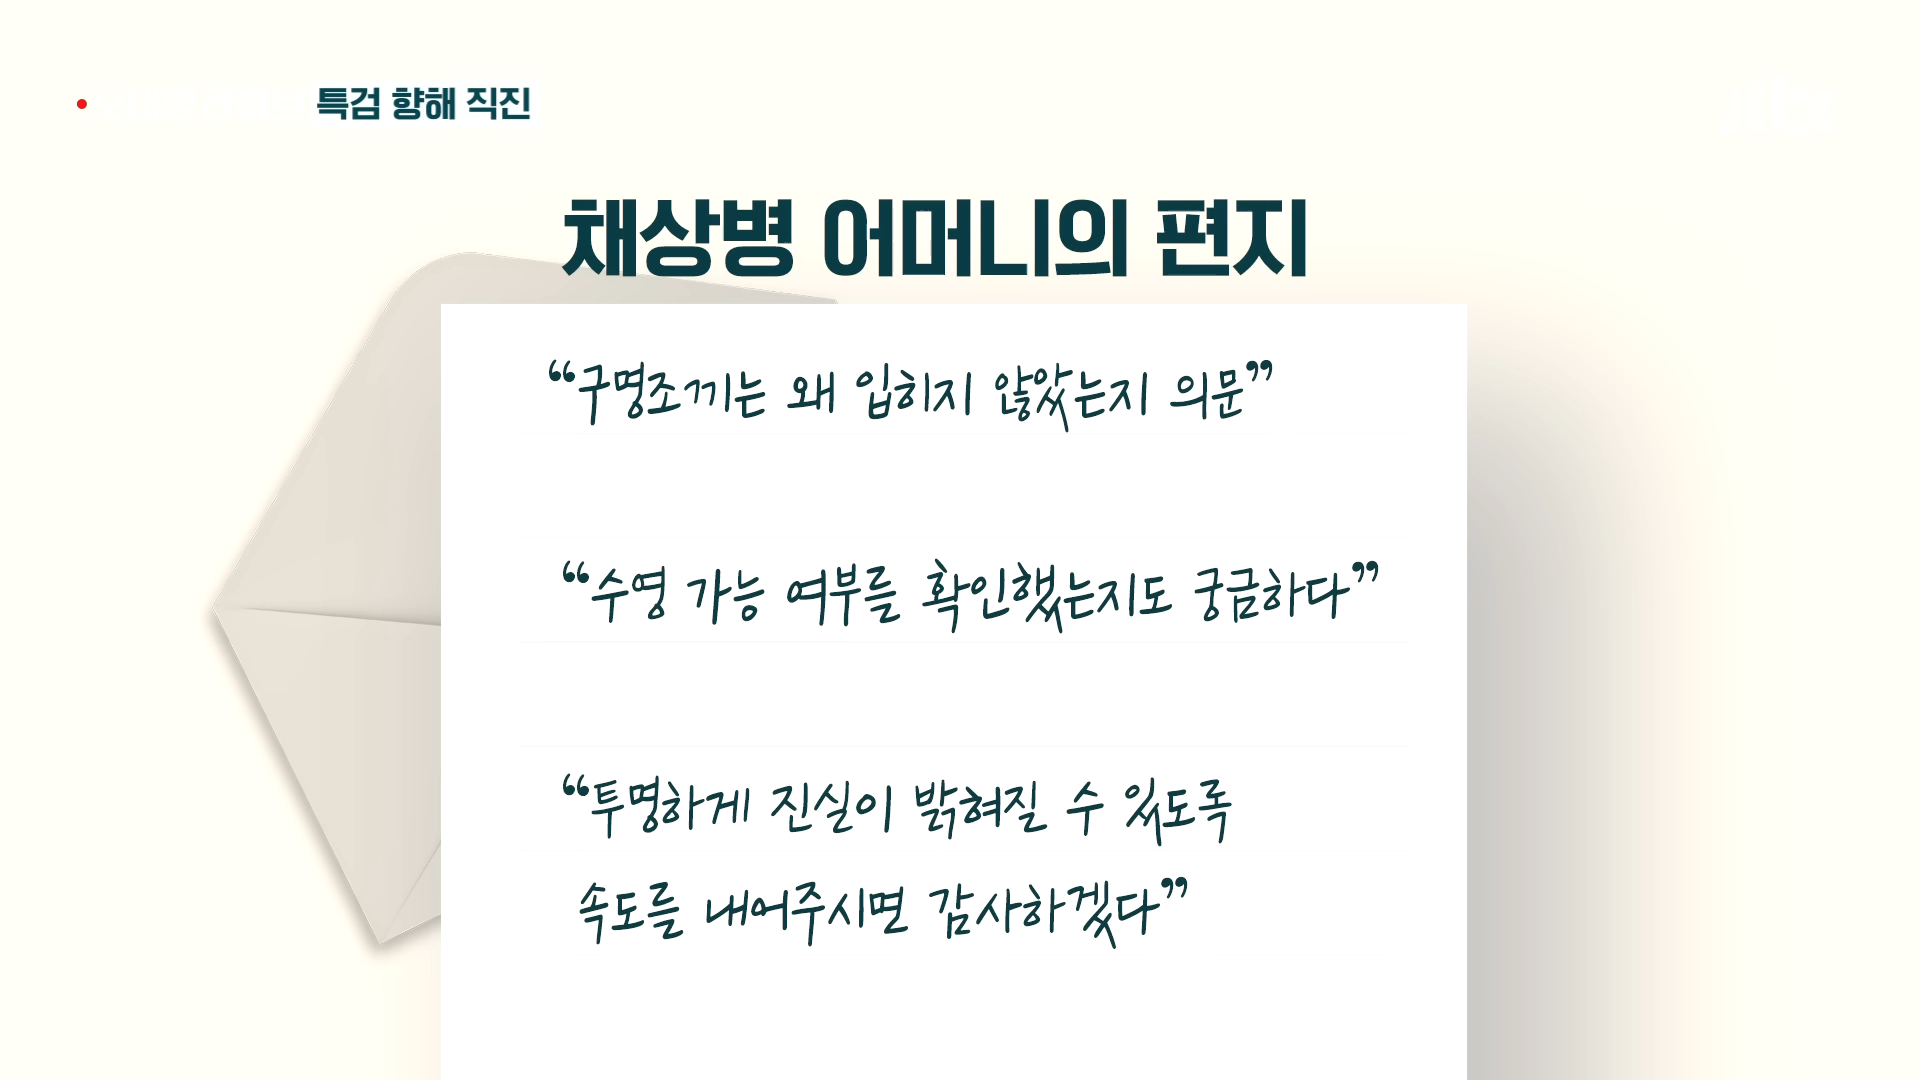 특검 향해 직진
채상병 어머니의 편지
“구명조끼는 왜 입히지 않았는지 의문”
“수영 가능 여부를 확인했는지도 궁금하다”
“투명하게 진실이 밝혀질 수 있도록
속도를 내어주시면 감사하겠다”